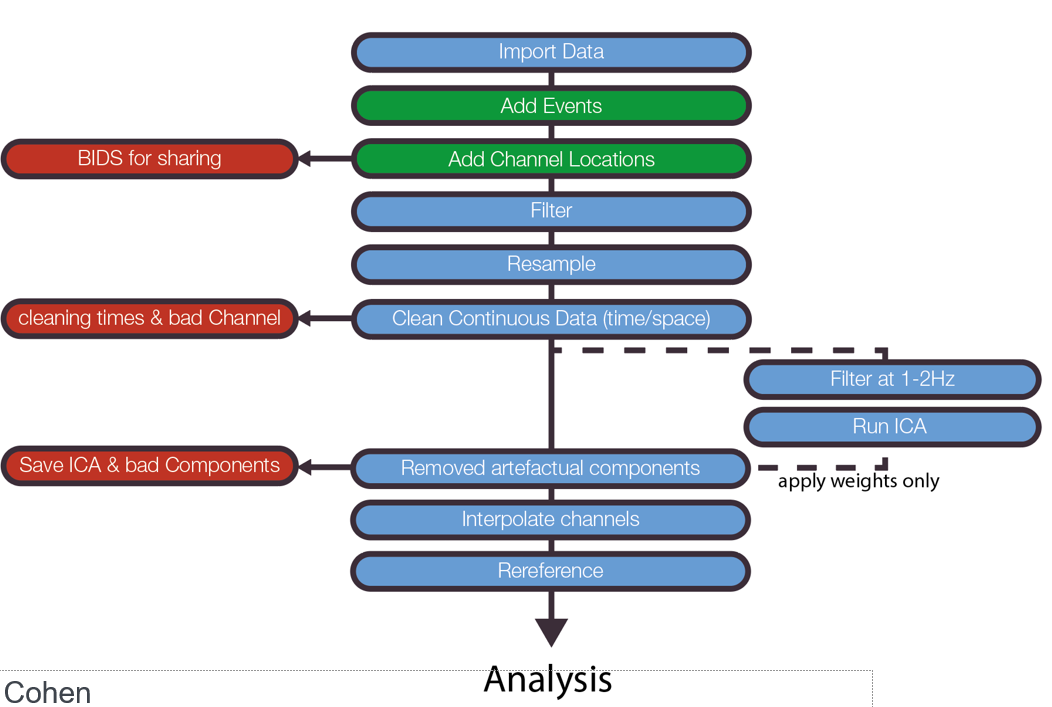 Import Data
Add Events
BIDS for sharing
Add Channel Locations
Filter
Resample
cleaning times & bad Channel
Clean Continuous Data (time/space)
Filter at 1-2Hz
Run ICA
Save ICA & bad Components
Removed artefactual components
apply weights only
Interpolate channels
Rereference
Analysis
Cohen